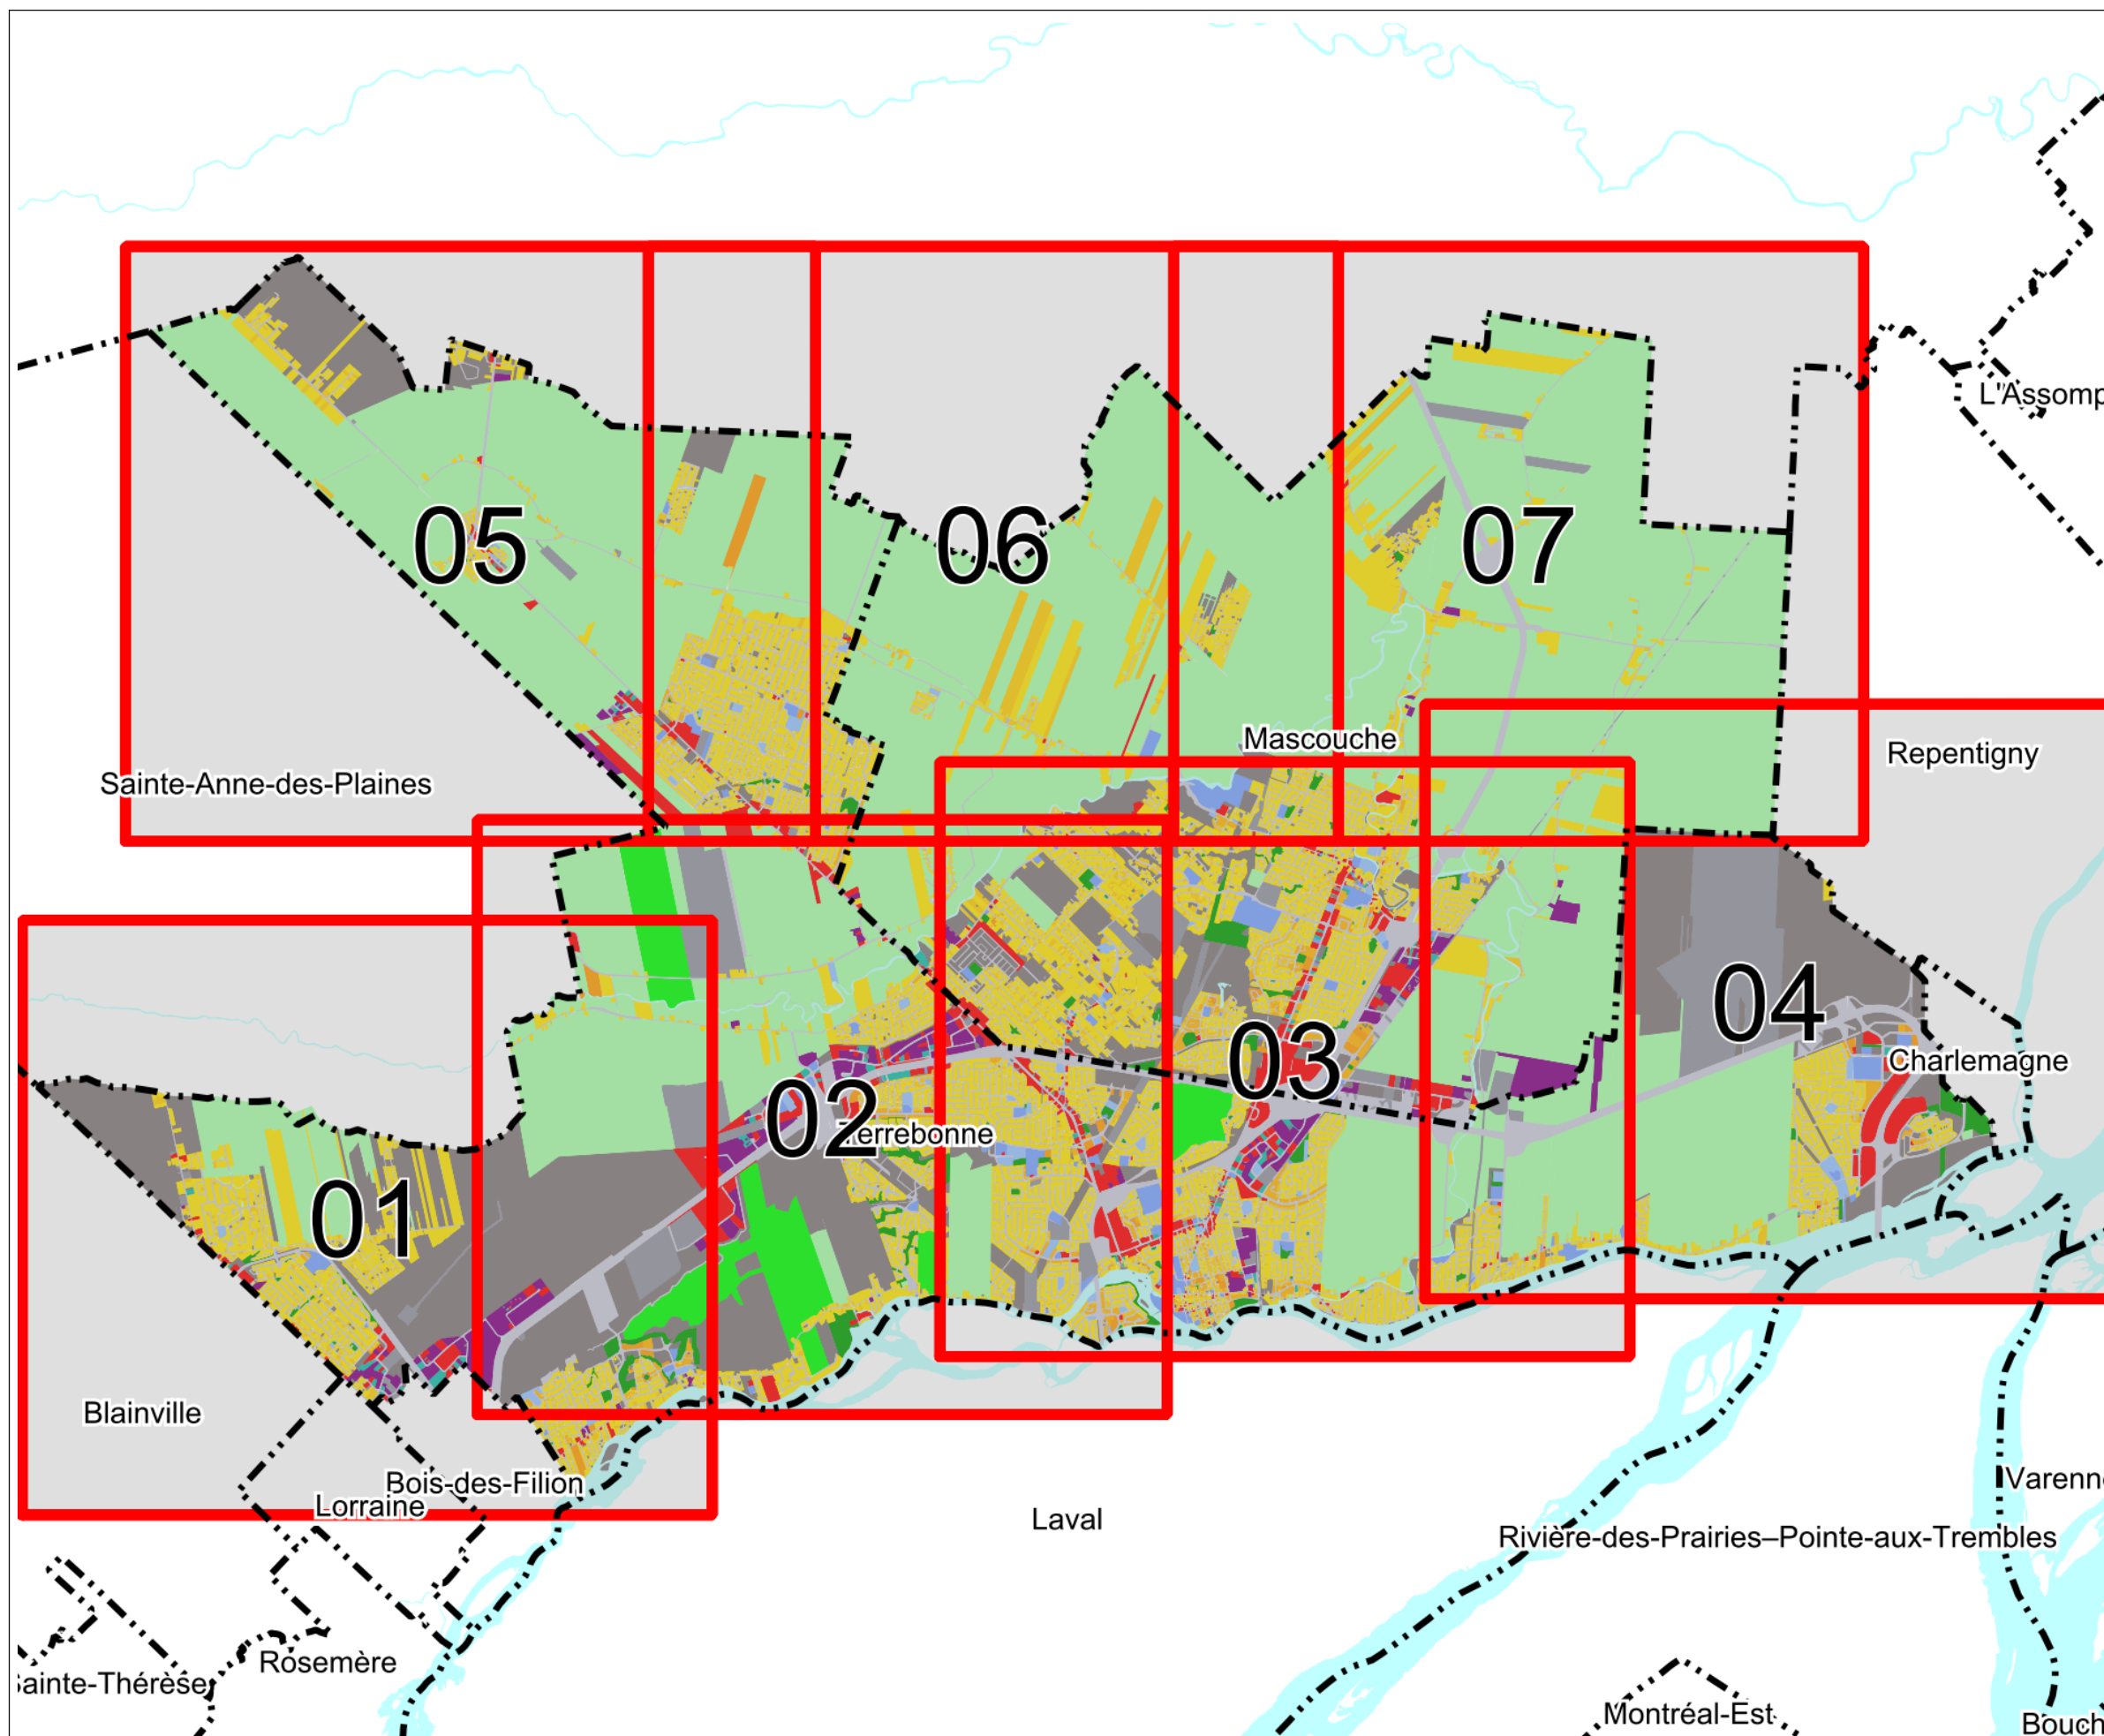 L'Assomp
05
06
07
Mascouche
Repentigny
Sainte-Anne-des-Plaines
04
03
Charlemagne
02
Terrebonne
01
Blainville
Bois-des-Filion
Varenn
Lorraine
Laval
Rivière-des-Prairies–Pointe-aux-Trembles
Rosemère
ainte-Thérèse
Montréal-Est
Bouch